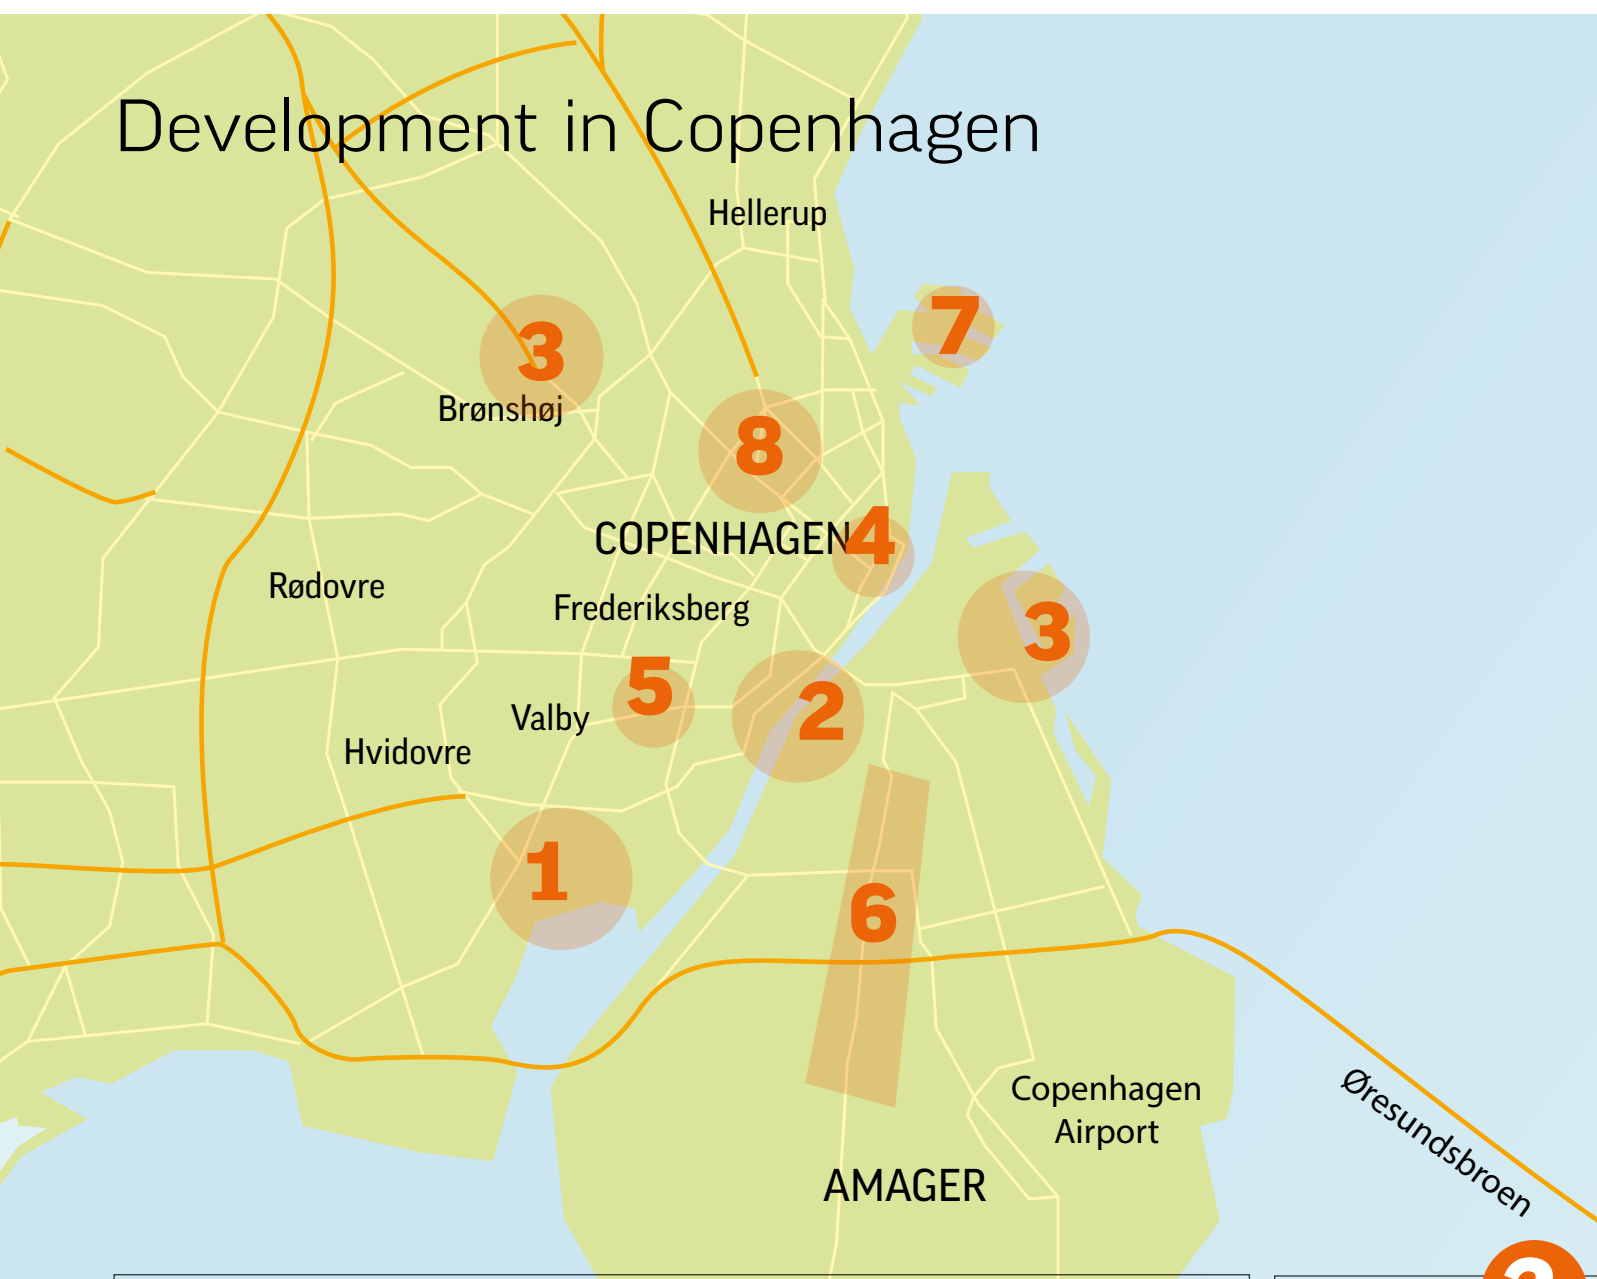 Development in Copenhagen
Hellerup
7
3
Brønshøj
8
COPENHAGEN
4
Rødovre
Frederiksberg
3
5
2
Valby
Hvidovre
1
6
Copenhagen
Airport
Øresundsbroen
AMAGER